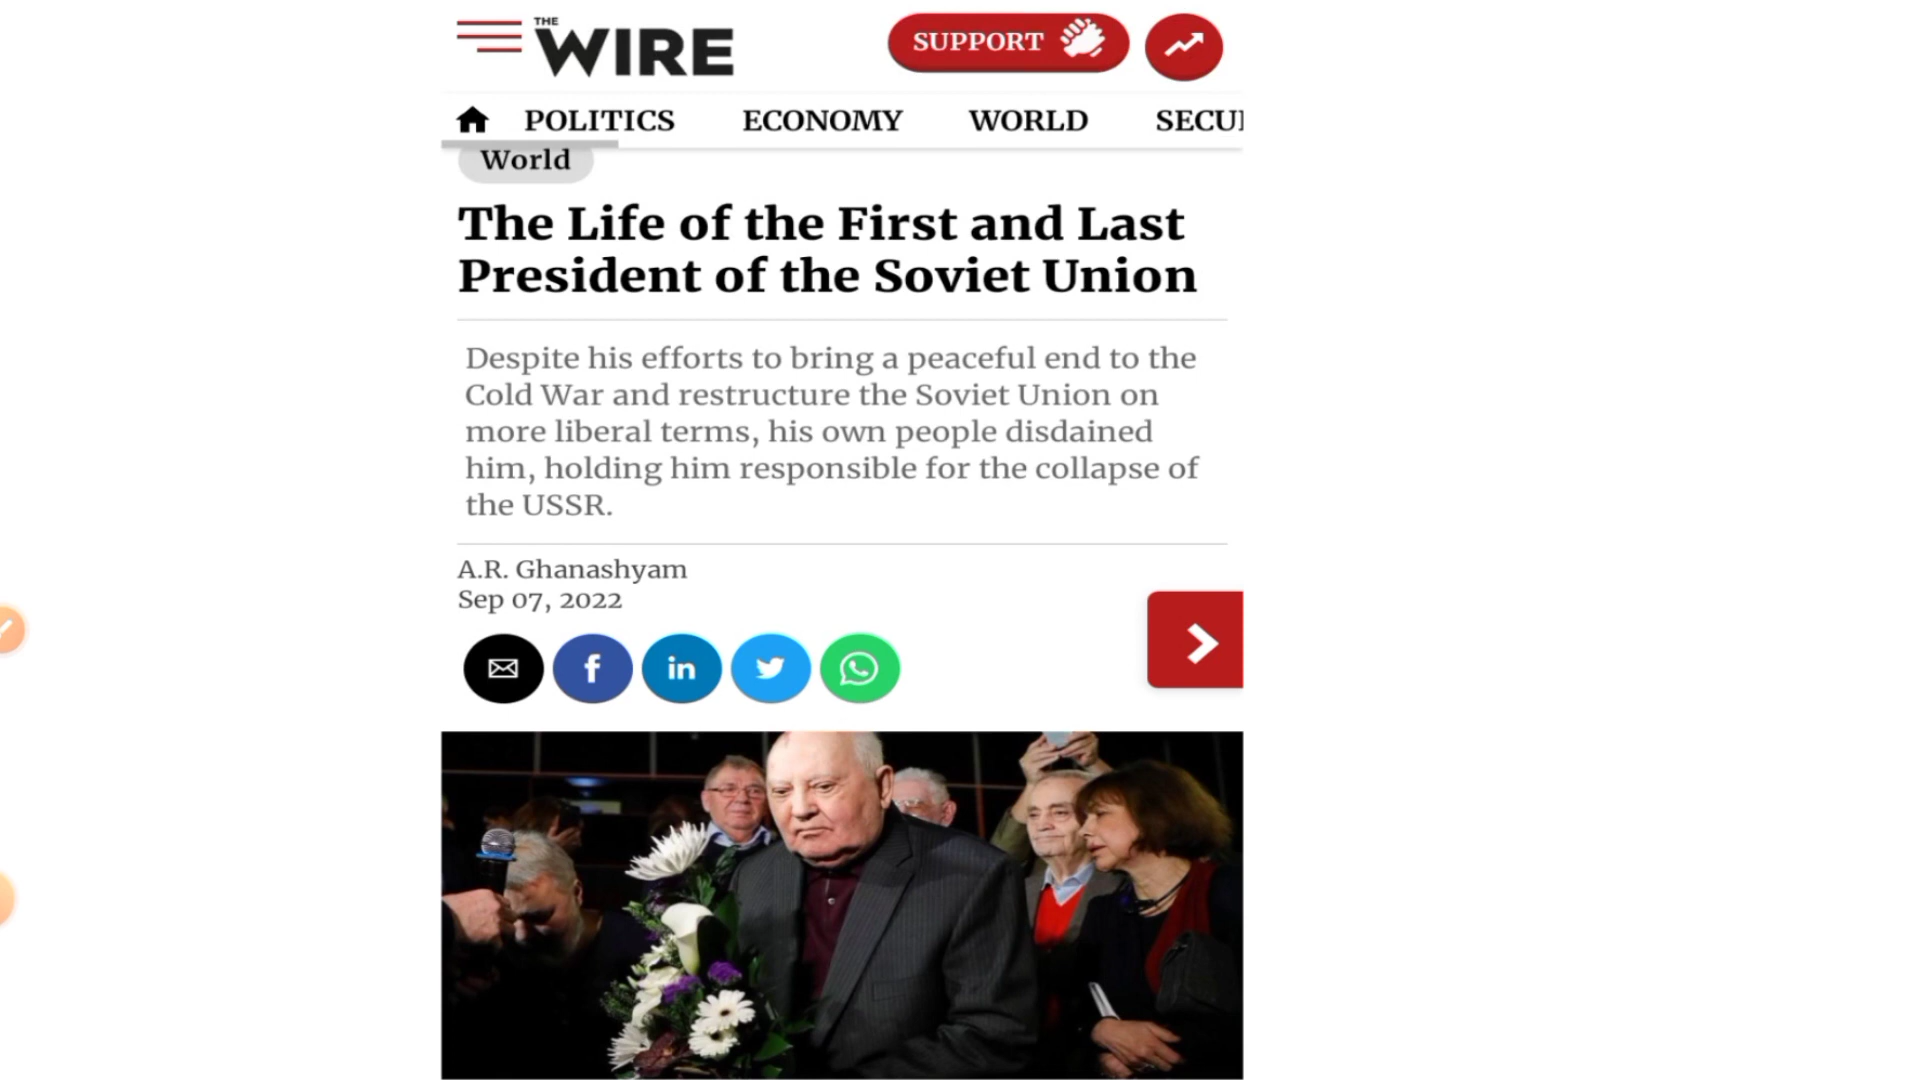 THE
WIRE
SUPPORT
POLITICS ECONOMY WORLD SECUI
World
The Life of the First and Last
President of the Soviet Union
Despite his efforts to bring a peaceful end to the
Cold War and restructure the Soviet Union on
more liberal terms, his own people disdained
him, holding him responsible for the collapse of
the USSR.
A.R. Ghanashyam
Sep 07, 2022
f
in